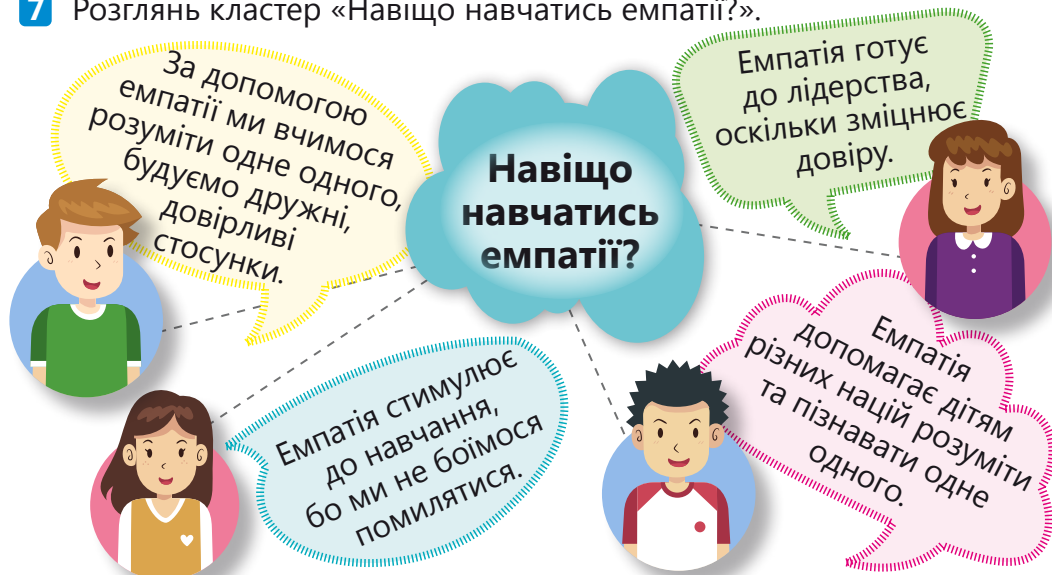 7 Розглянь кластер «Навіщо навчатись емпатії?».
За допомогою
емпатії ми вчимося
розуміти одне одного,
будуємо дружні,
довірливі
стосунки.
Навіщо
навчатись
емпатії?
Емпатія готує
до лідерства,
оскільки зміцнює
довіру.
Емпатія стимулює
до навчання,
бо ми не боїмося
помилятися.
Емпатія
допомагає дітям
різних націй розуміти
та пізнавати одне
одного.